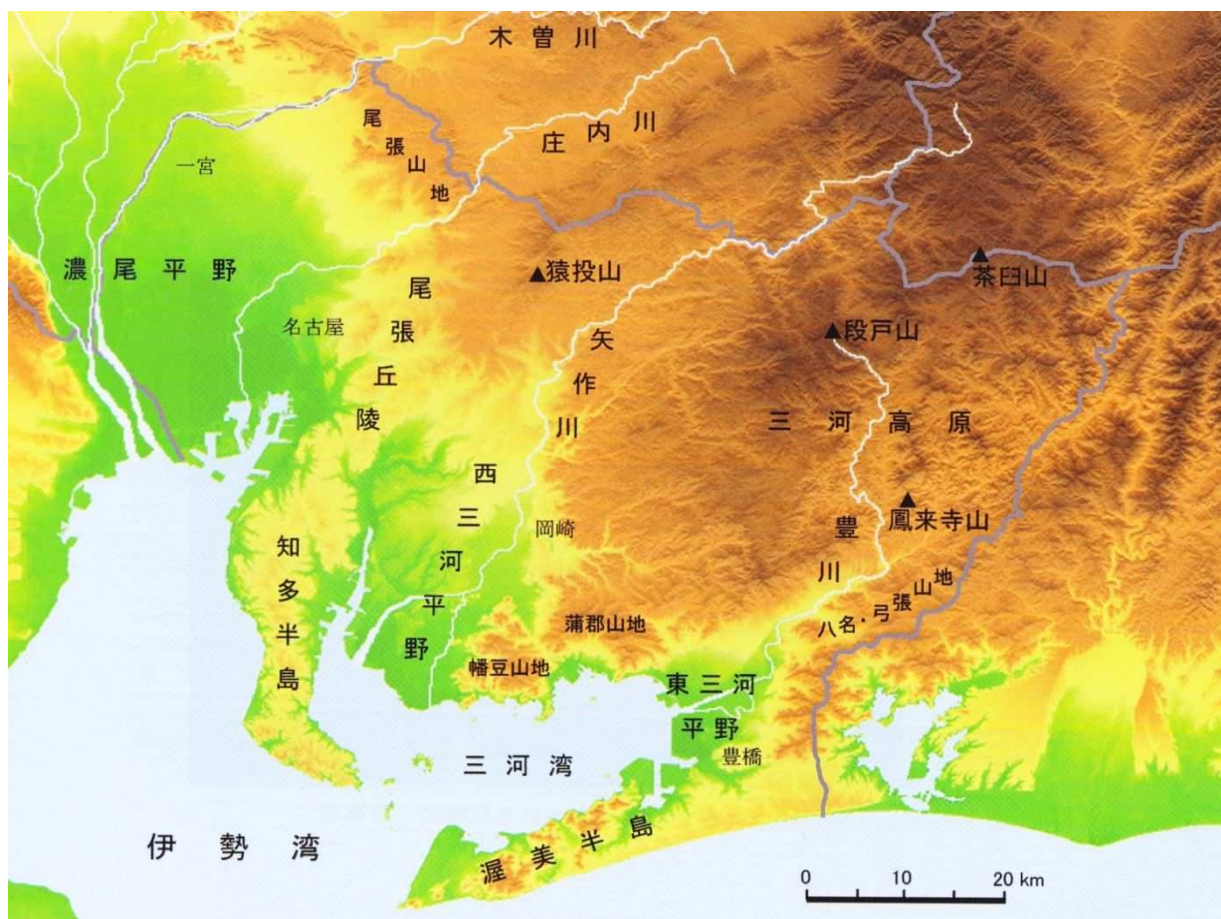 木曽川
尾張山地
庄内川
一宮
濃尾平野
猿投山
茶臼山
名古屋
尾張丘陵
矢作川
段戸山
三河高原
西三河平野
岡崎
鳳来寺山
豊川
知多半島
八名・弓張山地
蒲郡山地
幡豆山地
東三河
平野
豊橋
三河湾
伊勢湾
渥美半島
0 10 20 km